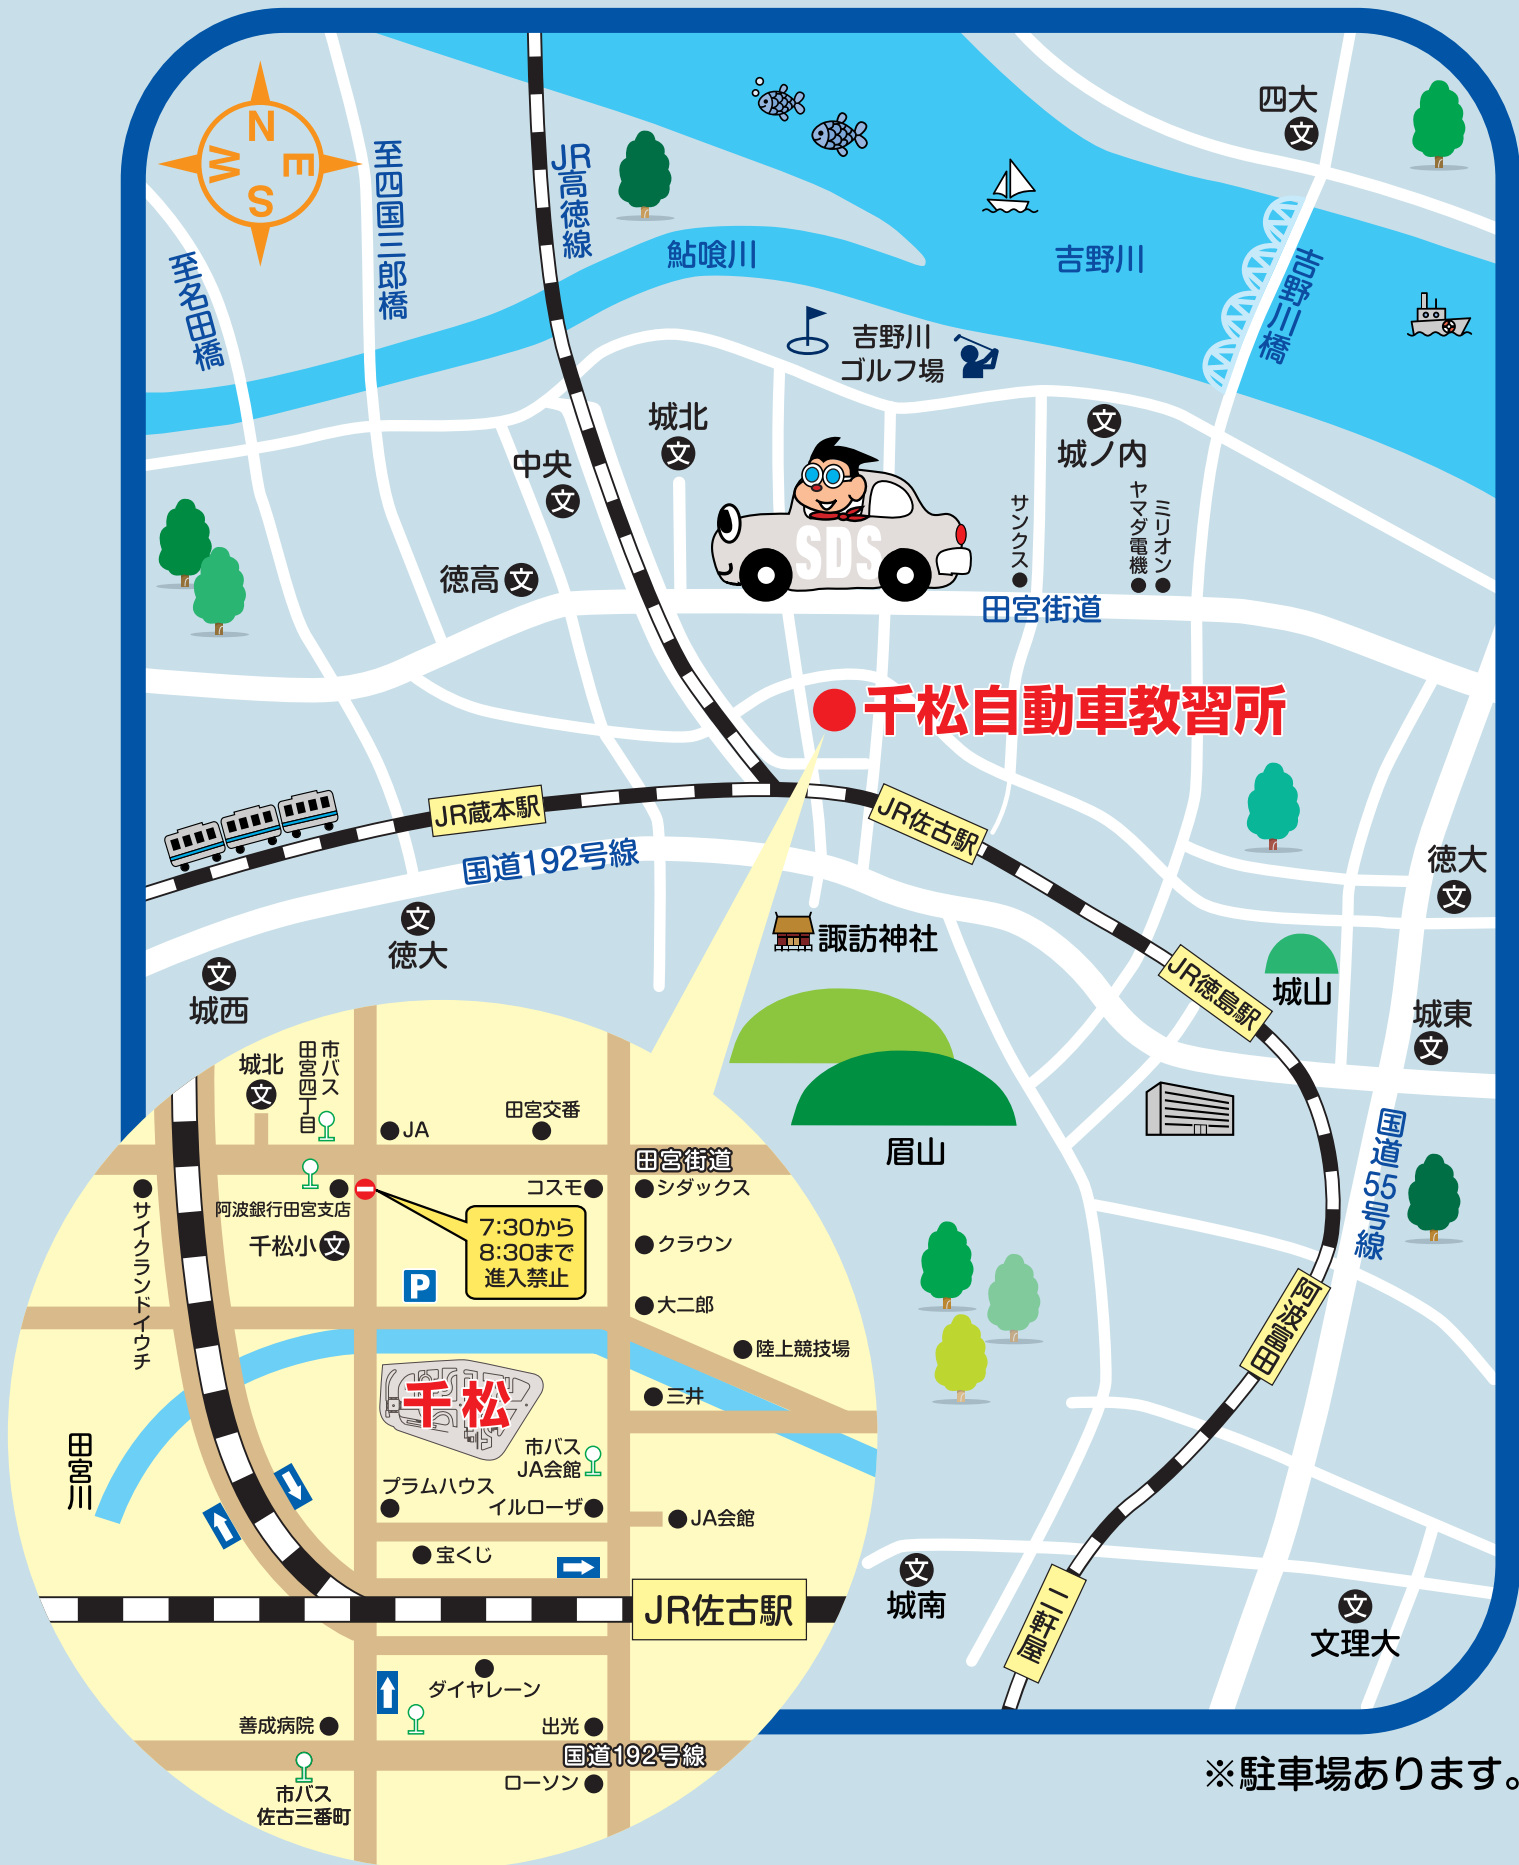 N
W
E
S
至四国三郎橋
至名田橋
JR高徳線
鮎喰川
吉野川
吉野川橋
四大
文
吉野川
ゴルフ場
城北
文
中央
文
徳高
文
文
城ノ内
サンクス
ヤマダ電機
ミリオン
SDS
田宮街道
千松自動車教習所
JR蔵本駅
JR佐古駅
国道192号線
文
徳大
文
城西
諏訪神社
徳大
文
JR徳島駅
城山
城東
文
眉山
国道55号線
阿波富田
二軒屋
文
城南
文
文理大
城北
文
市バス
田宮四丁目
JA
田宮交番
田宮街道
サイクランドイウチ
阿波銀行田宮支店
コスモ
シダックス
千松小
文
7:30から
8:30まで
進入禁止
クラウン
P
大二郎
陸上競技場
千松
三井
田宮川
市バス
JA会館
プラムハウス
イルローザ
JA会館
宝くじ
JR佐古駅
ダイヤレーン
善成病院
出光
国道192号線
市バス
佐古三番町
ローソン
※駐車場あります。